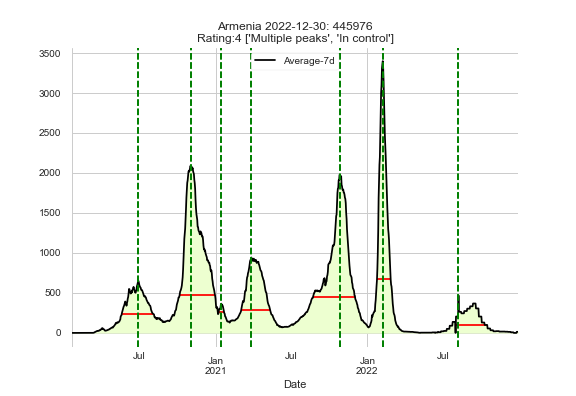 Armenia 2022-12-30: 445976
Rating:4 ['Multiple peaks', 'In control']
Average-7d
3500
3000
2500
2000
1500
1000
500
0
Jul
Jan
2021
Jul
Jan
2022
Jul
Date